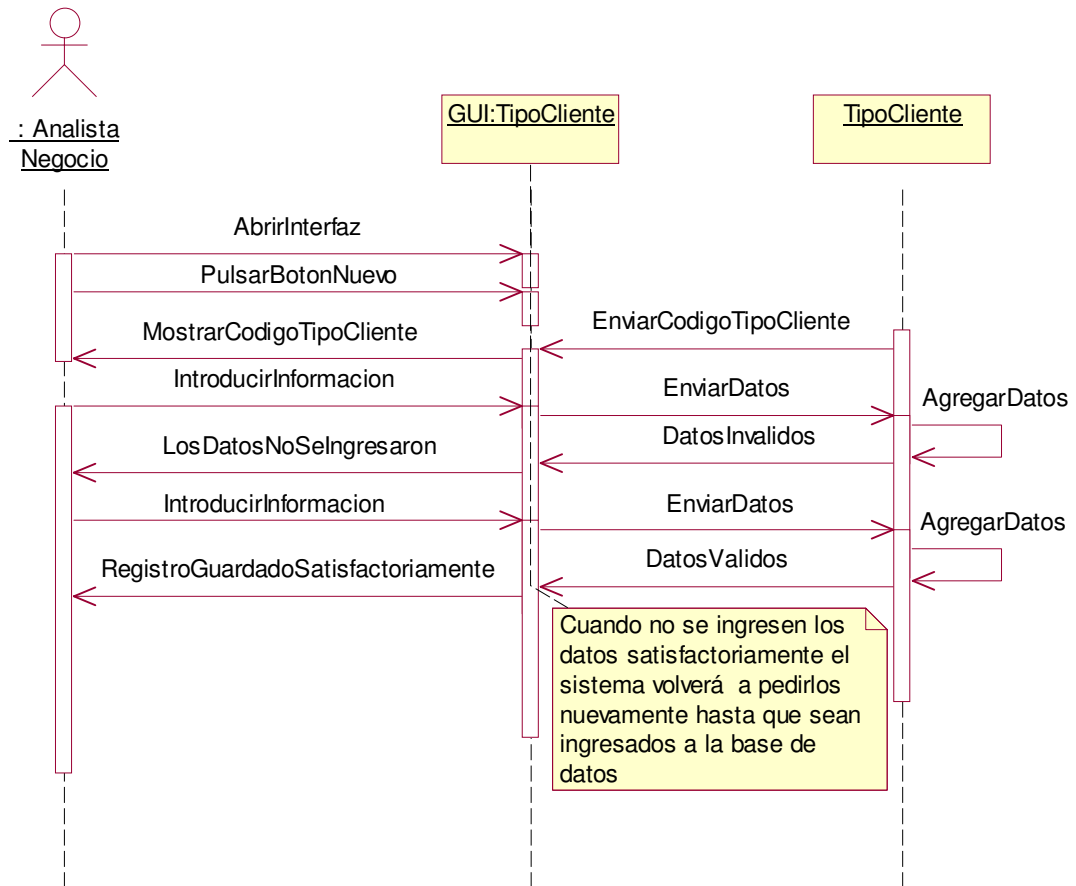 _ : Analista
Negocio
GUI:TipoCliente
TipoCliente
AbrirInterfaz
PulsarBotonNuevo
EnviarCodigoTipoCliente
MostrarCodigoTipoCliente
IntroducirInformacion
EnviarDatos
AgregarDatos
DatosInvalidos
LosDatosNoSeIngresaron
IntroducirInformacion
EnviarDatos
AgregarDatos
DatosValidos
RegistroGuardadoSatisfactoriamente
Cuando no se ingresen los
datos satisfactoriamente el
sistema volverá a pedirlos
nuevamente hasta que sean
ingresados a la base de
datos